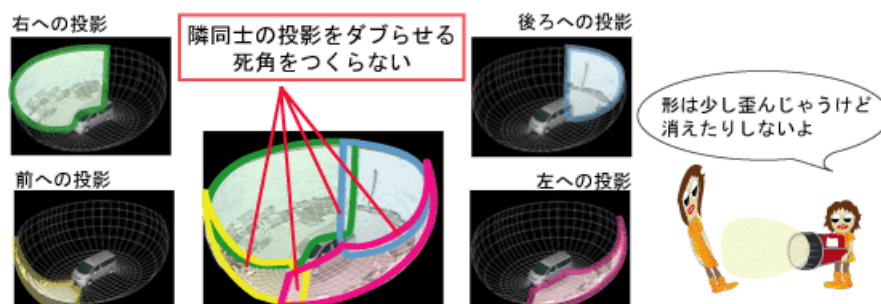 右への投影
隣同士の投影をダブらせる
死角をつくらない
後ろへの投影
形は少し歪んじゃうけど
消えたりしないよ
前への投影
左への投影